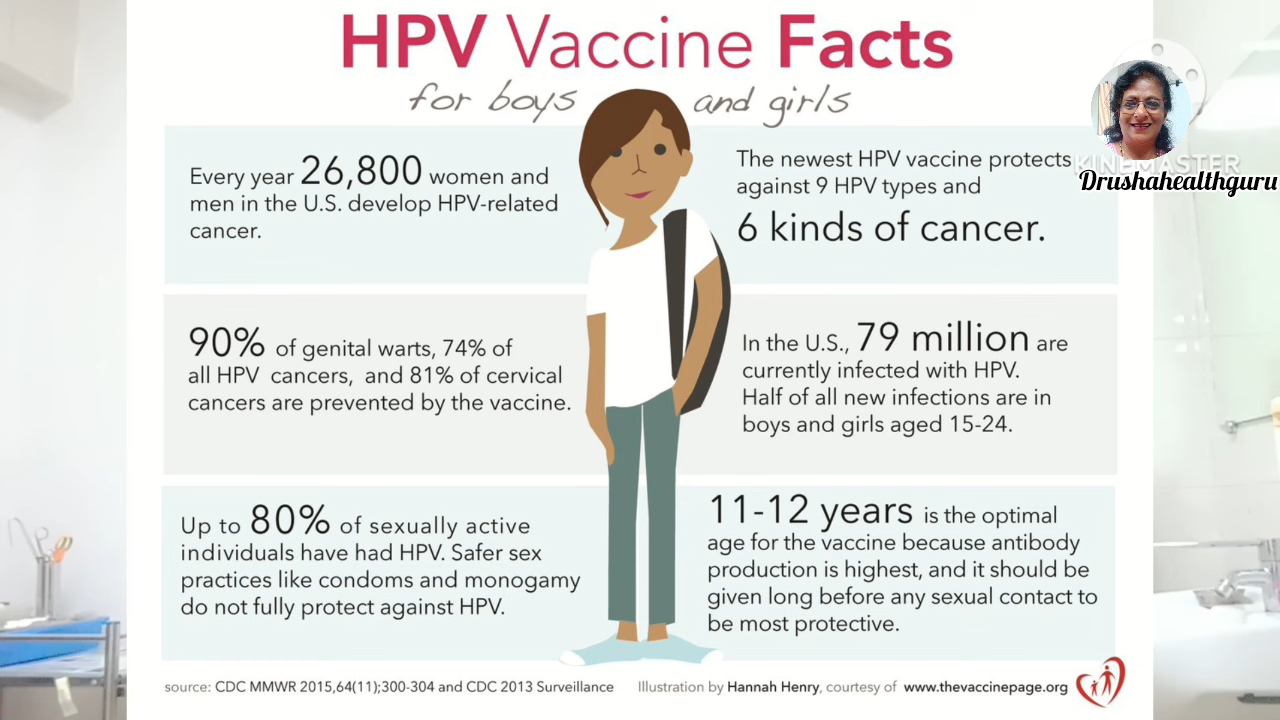 HPV Vaccine Facts
for boys and girls
Every year 26,800 women and
men in the U.S. develop HPV-related
cancer.
The newest HPV vaccine protects
against 9 HPV types and
6 kinds of cancer.
KINEMASTER
Drushahealthguru
90% of genital warts, 74% of
all HPV cancers, and 81% of cervical
cancers are prevented by the vaccine.
In the U.S., 79 million are
currently infected with HPV.
Half of all new infections are in
boys and girls aged 15-24.
Up to 80% of sexually active
individuals have had HPV. Safer sex
practices like condoms and monogamy
do not fully protect against HPV.
11-12 years is the optimal
age for the vaccine because antibody
production is highest, and it should be
given long before any sexual contact to
be most protective.
source: CDC MMWR 2015,64(11);300-304 and CDC 2013 Surveillance
Illustration by Hannah Henry, courtesy of www.thevaccinepage.org